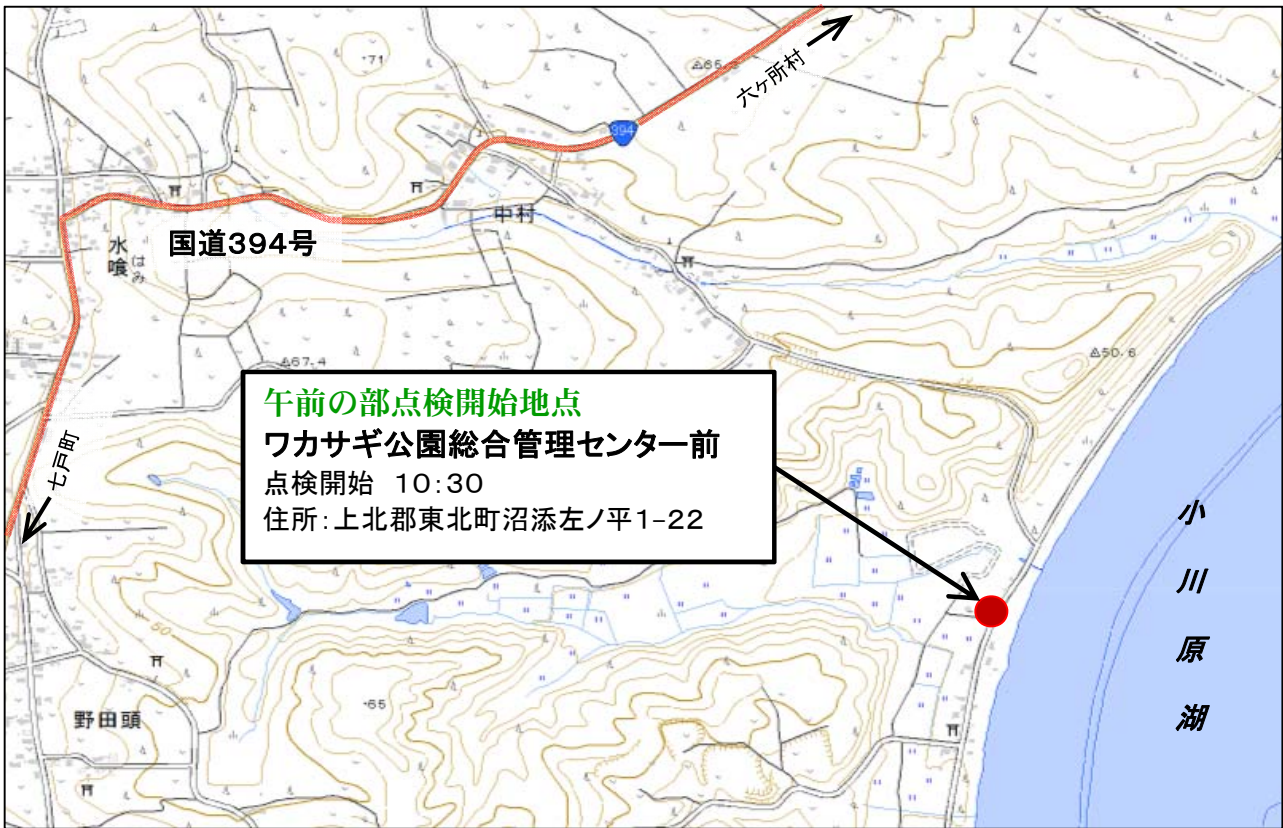 ・71
△65.3
六ヶ所村
394
中村
国道394号
水喰
はみ
△67.4
△50.6
七戸町
午前の部点検開始地点
ワカサギ公園総合管理センター前
点検開始 10:30
住所:上北郡東北町沼添左ノ平1-22
小川原湖
50
・65
野田頭